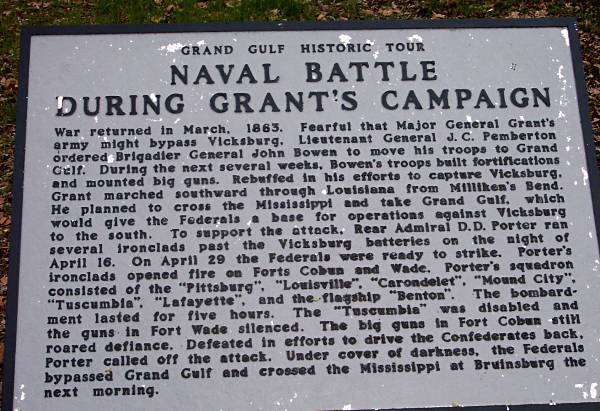 GRAND GULF HISTORIC TOUR
NAVAL BATTLE
DURING GRANT'S CAMPAIGN
War returned in March, 1863. Fearful that Major General Grant's
army might bypass Vicksburg, Lieutenant General J. C. Pemberton
ordered Brigadier General John Bowen to move his troops to Grand
Gulf. During the next several weeks, Bowen's troops built fortifications
and mounted big guns. Rebuffed in his efforts to capture Vicksburg,
Grant marched southward through Louisiana from Milliken's Bend.
He planned to cross the Mississippi and take Grand Gulf, which
would give the Federals a base for operations against Vicksburg
to the south. To support the attack, Rear Admiral D.D. Porter ran
several ironclads past the Vicksburg batteries on the night of
April 16. On April 29 the Federals were ready to strike. Porter's
ironclads opened fire on Forts Cobun and Wade. Porter's squadron
consisted of the "Pittsburg", "Louisville", "Carondelet", "Mound City",
"Tuscumbia", "Lafayette", and the flagship "Benton". The bombard-
ment lasted for five hours. The "Tuscumbia" was disabled and
the guns in Fort Wade silenced. The big guns in Fort Cobun still
roared defiance. Defeated in efforts to drive the Confederates back,
Porter called off the attack. Under cover of darkness, the Federals
bypassed Grand Gulf and crossed the Mississippi at Bruinsburg the
next morning.